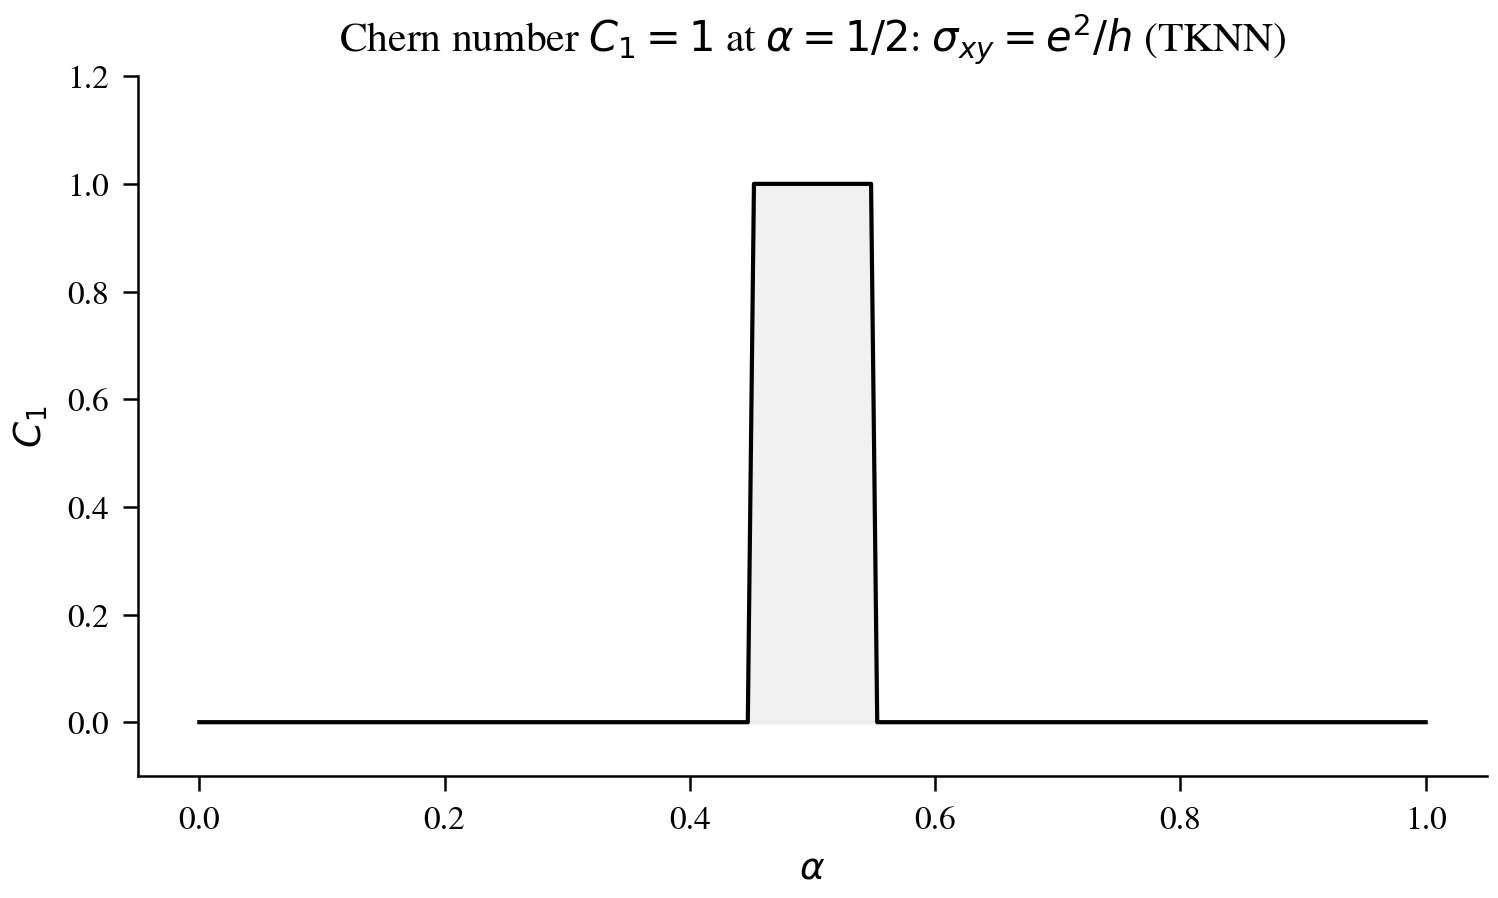 Chern number C₁ = 1 at α = 1/2: σₓᵧ = e²/h (TKNN)
1.2
1.0
0.8
0.6
0.4
0.2
0.0
C₁
0.0 0.2 0.4 0.6 0.8 1.0
α